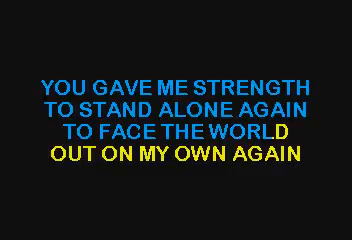 YOU GAVE ME STRENGTH
TO STAND ALONE AGAIN
TO FACE THE WORLD
OUT ON MY OWN AGAIN